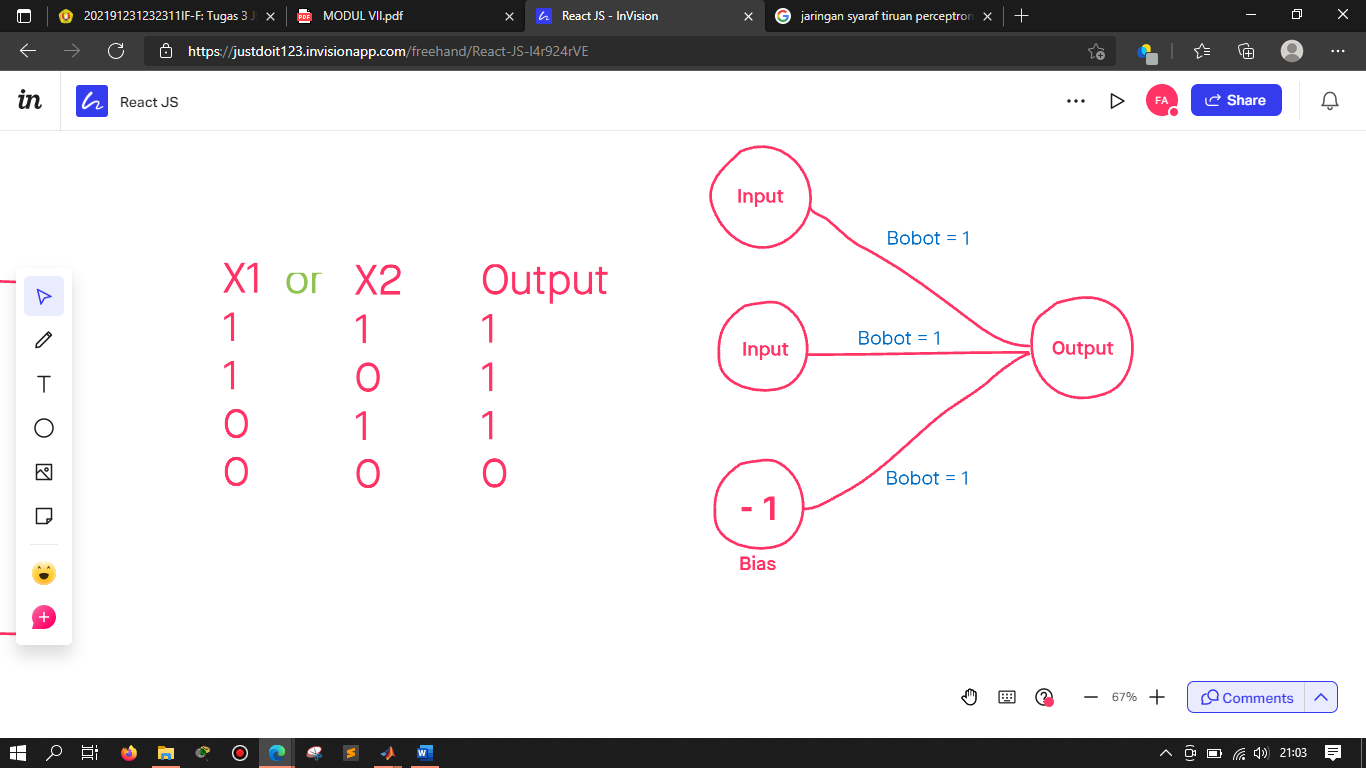 202191231232311IF-F: Tugas 3 J
MODUL VII.pdf
React JS - InVision
jaringan syaraf tiruan perceptron
https://justdoit123.invisionapp.com/freehand/React-JS-I4r924rVE
in
React JS
FA
Share
Input
Bobot = 1
X1 or X2 Output
1 1 1
1 0 1
0 1 1
0 0 0
Input
Bobot = 1
Output
Bobot = 1
- 1
Bias
67%
Comments
21:03